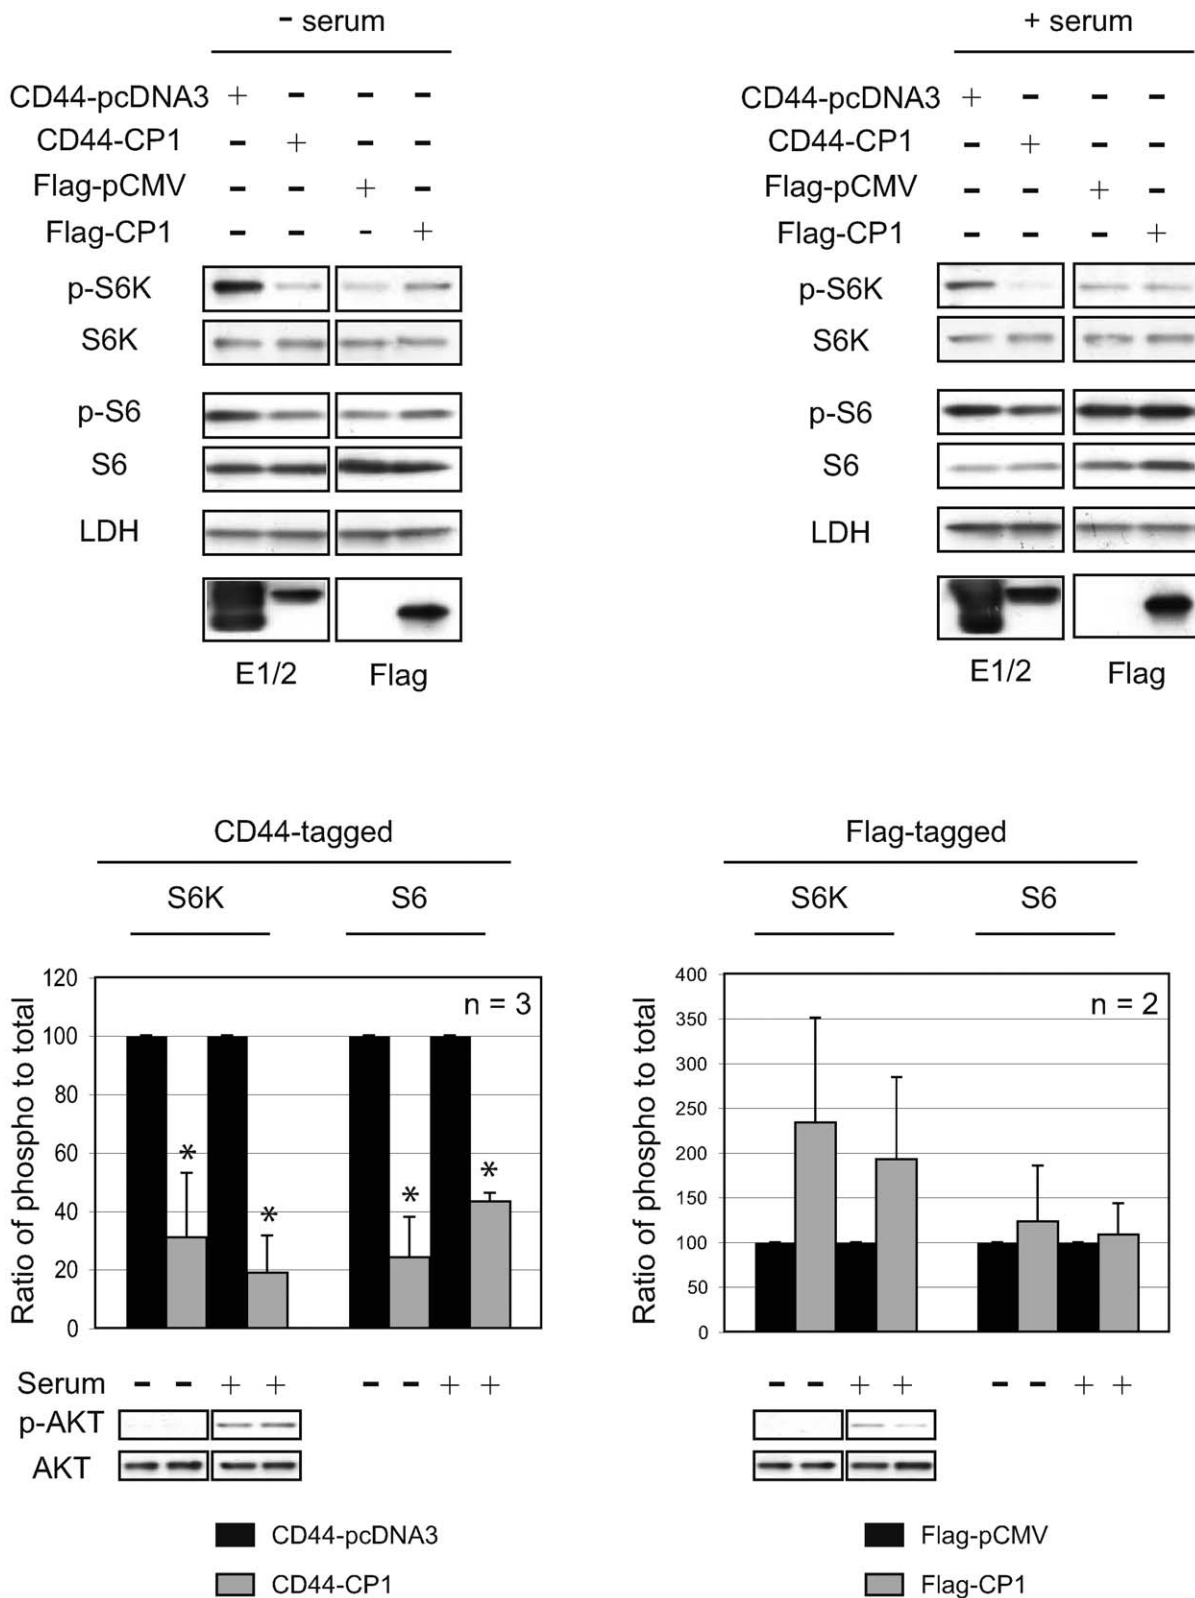 - serum
CD44-pcDNA3 + - - -
CD44-CP1 - + - -
Flag-pCMV - - + -
Flag-CP1 - - - +
p-S6K
S6K
p-S6
S6
LDH
E1/2 Flag
+ serum
CD44-pcDNA3 + - - -
CD44-CP1 - + - -
Flag-pCMV - - + -
Flag-CP1 - - - +
p-S6K
S6K
p-S6
S6
LDH
E1/2 Flag
CD44-tagged
S6K S6
n = 3
Ratio of phospho to total
120
100
80
60
40
20
0
* * * *
Serum - - + + - - + +
p-AKT
AKT
CD44-pcDNA3
CD44-CP1
Flag-tagged
S6K S6
n = 2
Ratio of phospho to total
400
350
300
250
200
150
100
50
0
- - + + - - + +
Flag-pCMV
Flag-CP1